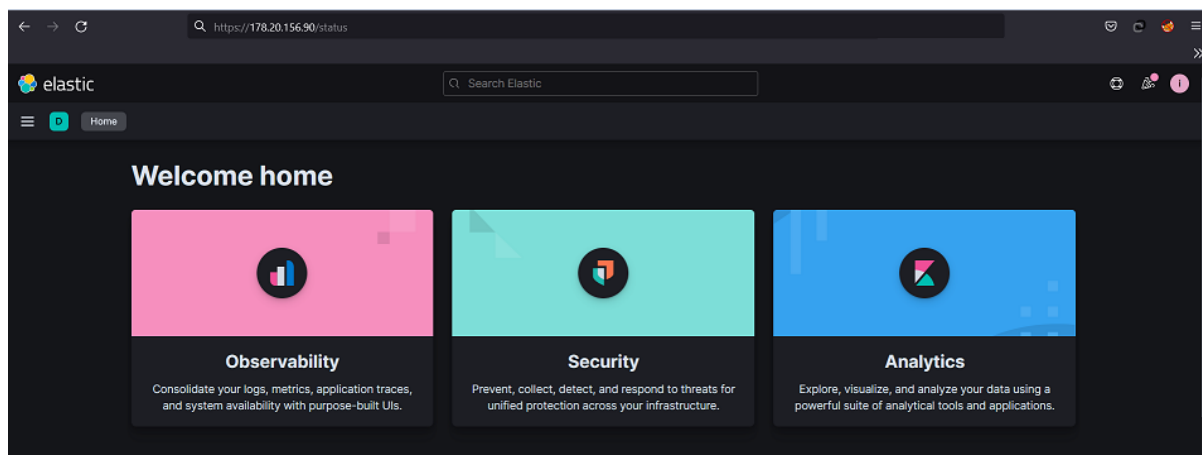 https://178.20.156.90/status
elastic
Search Elastic
i
D
Home
Welcome home
Observability
Consolidate your logs, metrics, application traces,
and system availability with purpose-built UIs.
Security
Prevent, collect, detect, and respond to threats for
unified protection across your infrastructure.
Analytics
Explore, visualize, and analyze your data using a
powerful suite of analytical tools and applications.